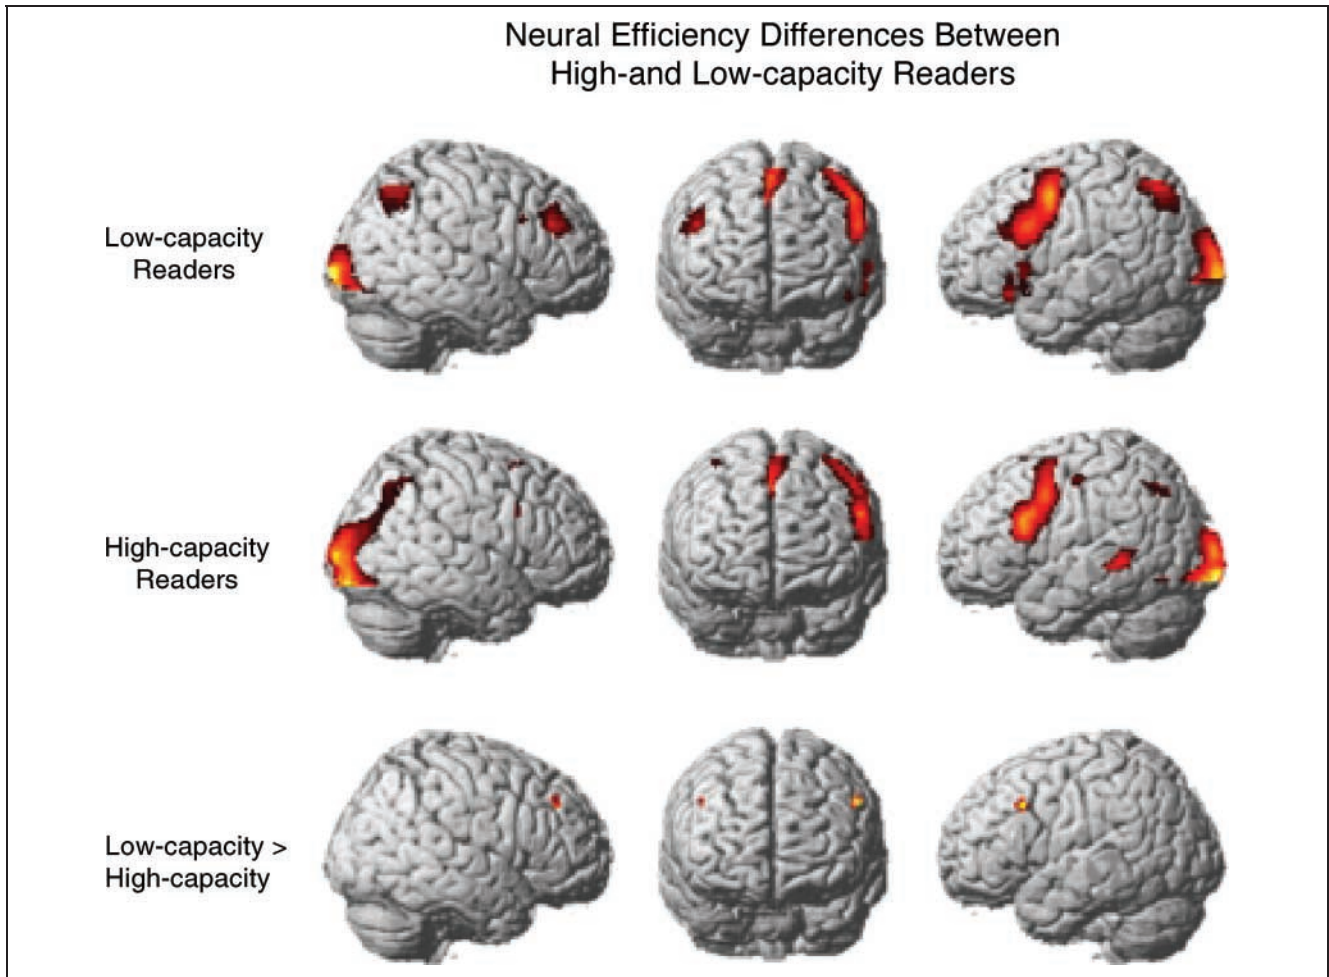 Neural Efficiency Differences Between
High-and Low-capacity Readers
Low-capacity
Readers
High-capacity
Readers
Low-capacity >
High-capacity